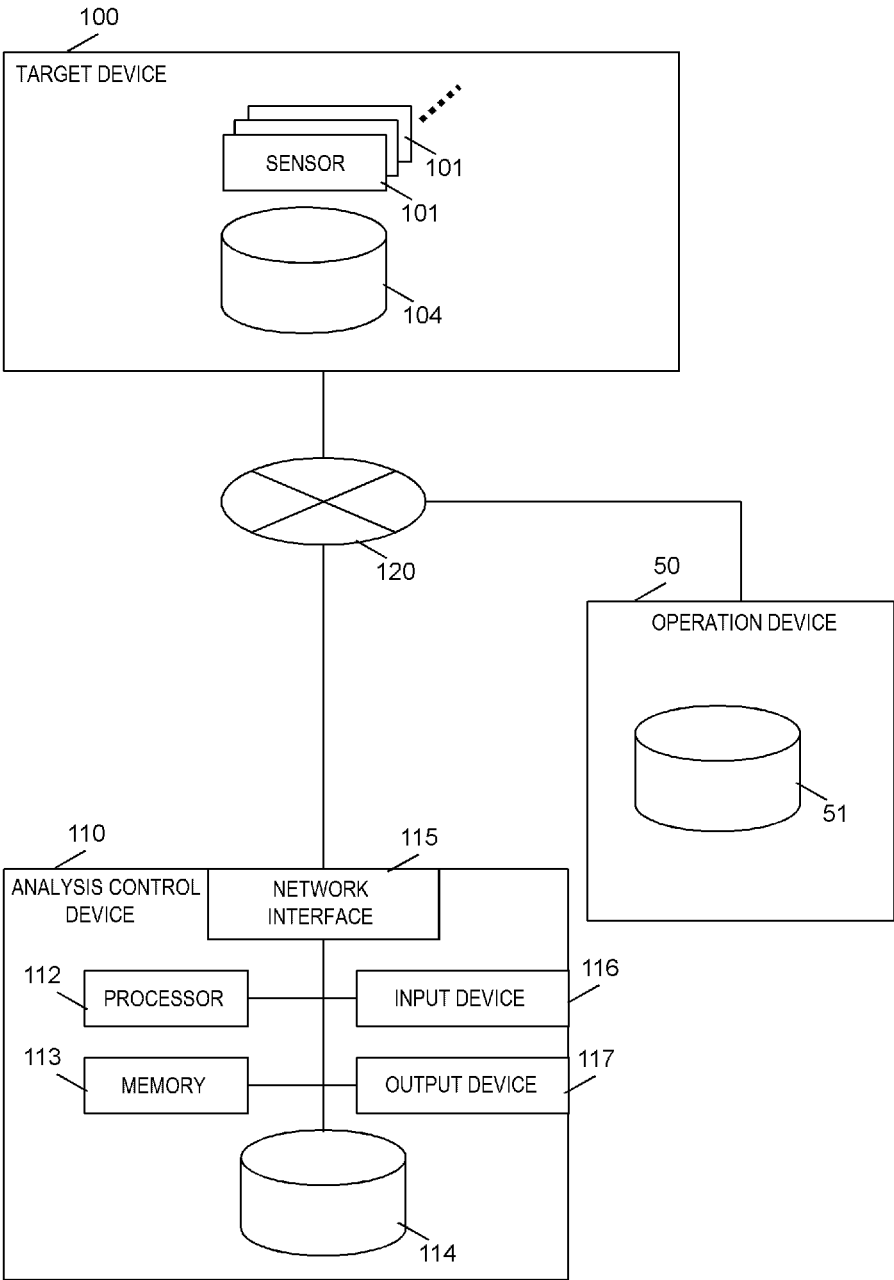 100
TARGET DEVICE
SENSOR
101
101
104
120
50
OPERATION DEVICE
51
110
115
ANALYSIS CONTROL
DEVICE
NETWORK
INTERFACE
112
PROCESSOR
INPUT DEVICE
116
113
MEMORY
OUTPUT DEVICE
117
114